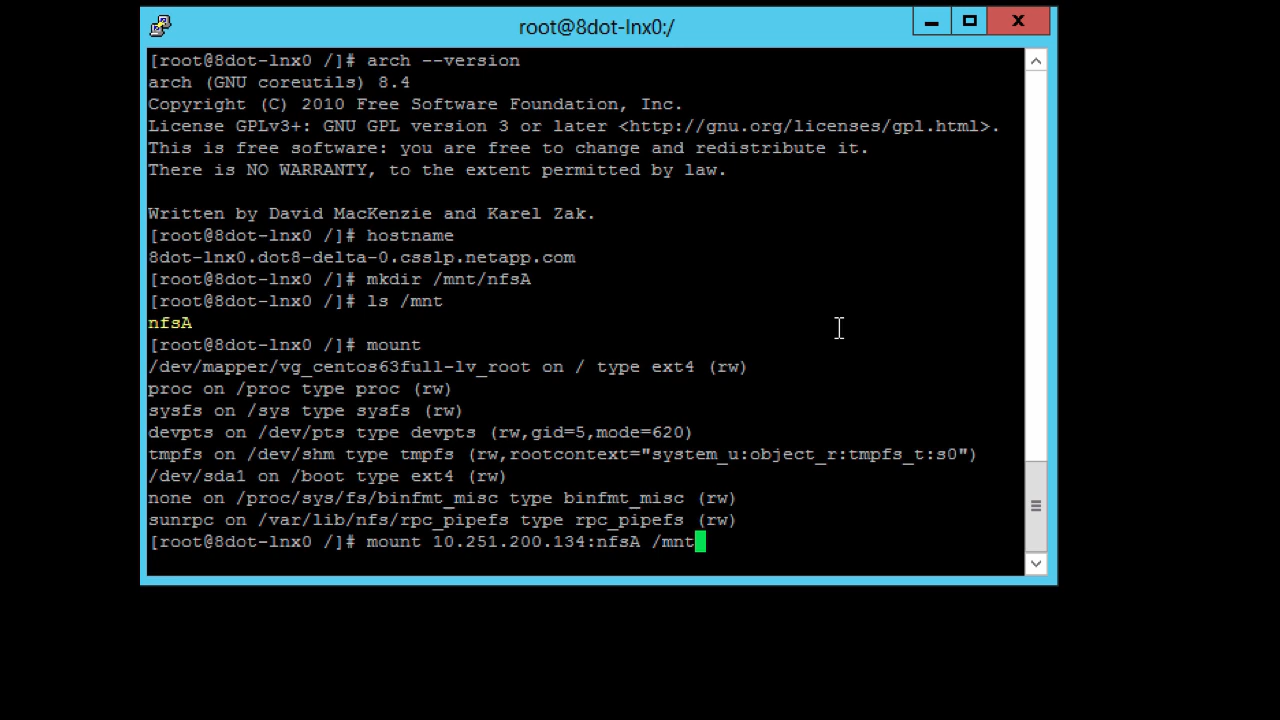 root@8dot-lnx0:/
[root@8dot-lnx0 /]# arch --version
arch (GNU coreutils) 8.4
Copyright (C) 2010 Free Software Foundation, Inc.
License GPLv3+: GNU GPL version 3 or later <http://gnu.org/licenses/gpl.html>.
This is free software: you are free to change and redistribute it.
There is NO WARRANTY, to the extent permitted by law.
Written by David MacKenzie and Karel Zak.
[root@8dot-lnx0 /]# hostname
8dot-lnx0.dot8-delta-0.csslp.netapp.com
[root@8dot-lnx0 /]# mkdir /mnt/nfsA
[root@8dot-lnx0 /]# ls /mnt
nfsA
[root@8dot-lnx0 /]# mount
/dev/mapper/vg_centos63full-lv_root on / type ext4 (rw)
proc on /proc type proc (rw)
sysfs on /sys type sysfs (rw)
devpts on /dev/pts type devpts (rw,gid=5,mode=620)
tmpfs on /dev/shm type tmpfs (rw,rootcontext="system_u:object_r:tmpfs_t:s0")
/dev/sda1 on /boot type ext4 (rw)
none on /proc/sys/fs/binfmt_misc type binfmt_misc (rw)
sunrpc on /var/lib/nfs/rpc_pipefs type rpc_pipefs (rw)
[root@8dot-lnx0 /]# mount 10.251.200.134:nfsA /mnt